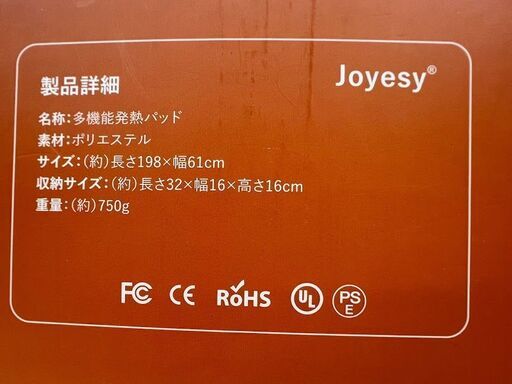 製品詳細
Joyesy®
名称:多機能発熱パッド
素材:ポリエステル
サイズ:(約)長さ198×幅61cm
収納サイズ:(約)長さ32×幅16×高さ16cm
重量:(約)750g
FC CE RoHS UL PSE